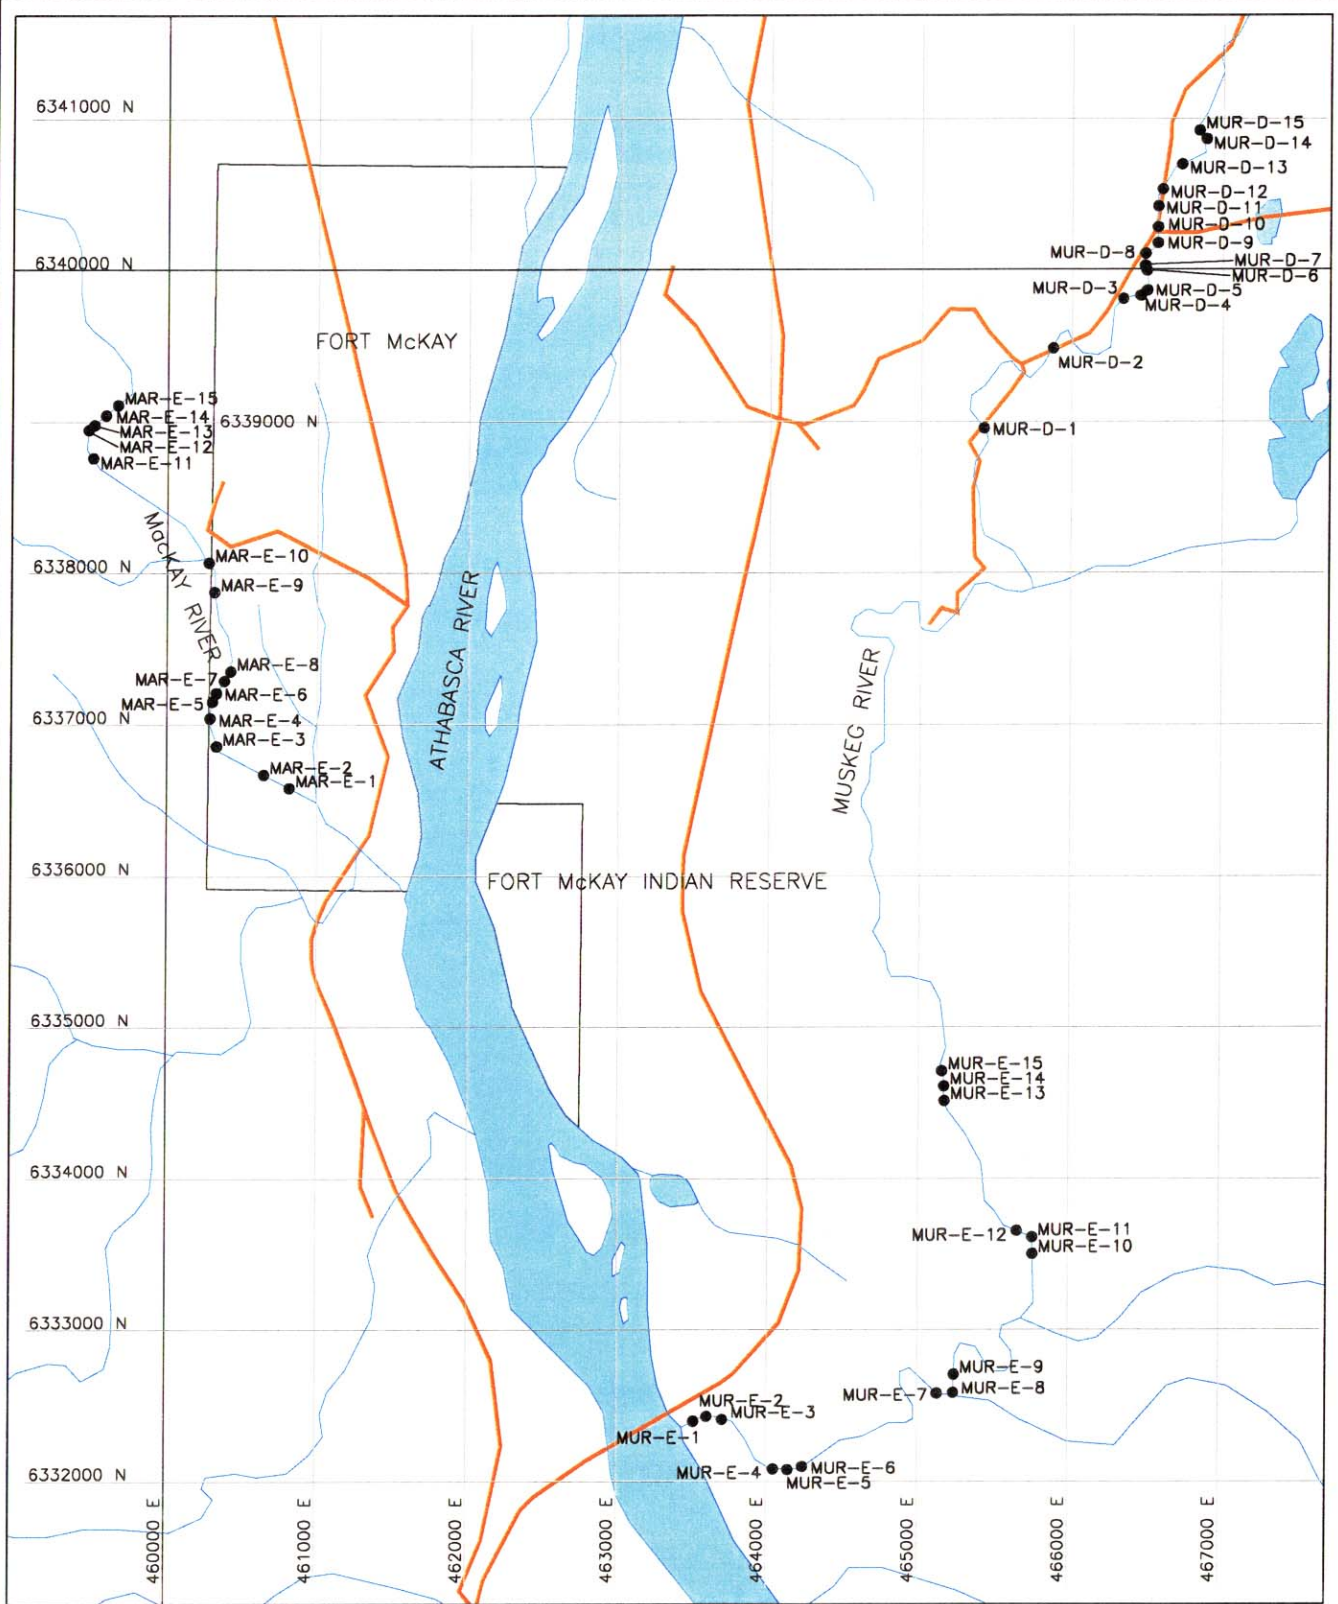 6341000 N
MUR-D-15
MUR-D-14
MUR-D-13
MUR-D-12
MUR-D-11
MUR-D-10
MUR-D-9
MUR-D-8
MUR-D-7
6340000 N
MUR-D-6
MUR-D-3
MUR-D-5
MUR-D-4
FORT McKAY
MUR-D-2
MAR-E-15
MAR-E-14
6339000 N
MAR-E-13
MUR-D-1
MAR-E-12
MAR-E-11
MacKAY RIVER
MAR-E-10
6338000 N
MAR-E-9
ATHABASCA RIVER
MUSKEG RIVER
MAR-E-8
MAR-E-7
MAR-E-6
MAR-E-5
6337000 N
MAR-E-4
MAR-E-3
MAR-E-2
MAR-E-1
6336000 N
FORT McKAY INDIAN RESERVE
6335000 N
MUR-E-15
MUR-E-14
MUR-E-13
6334000 N
MUR-E-12
MUR-E-11
MUR-E-10
6333000 N
MUR-E-9
MUR-E-8
MUR-E-7
MUR-E-2
MUR-E-3
MUR-E-1
MUR-E-6
MUR-E-4
MUR-E-5
6332000 N
460000 E
461000 E
462000 E
463000 E
464000 E
465000 E
466000 E
467000 E